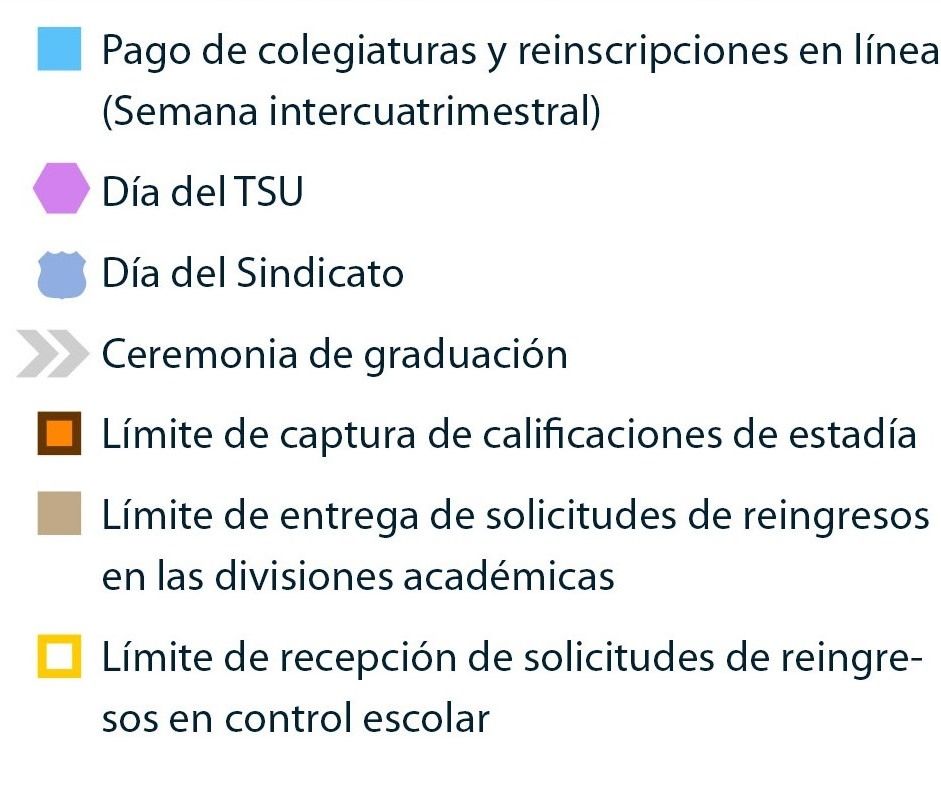 Pago de colegiaturas y reinscripciones en línea
(Semana intercuatrimestral)
Día del TSU
Día del Sindicato
Ceremonia de graduación
Límite de captura de calificaciones de estadía
Límite de entrega de solicitudes de reingresos
en las divisiones académicas
Límite de recepción de solicitudes de reingre-
sos en control escolar